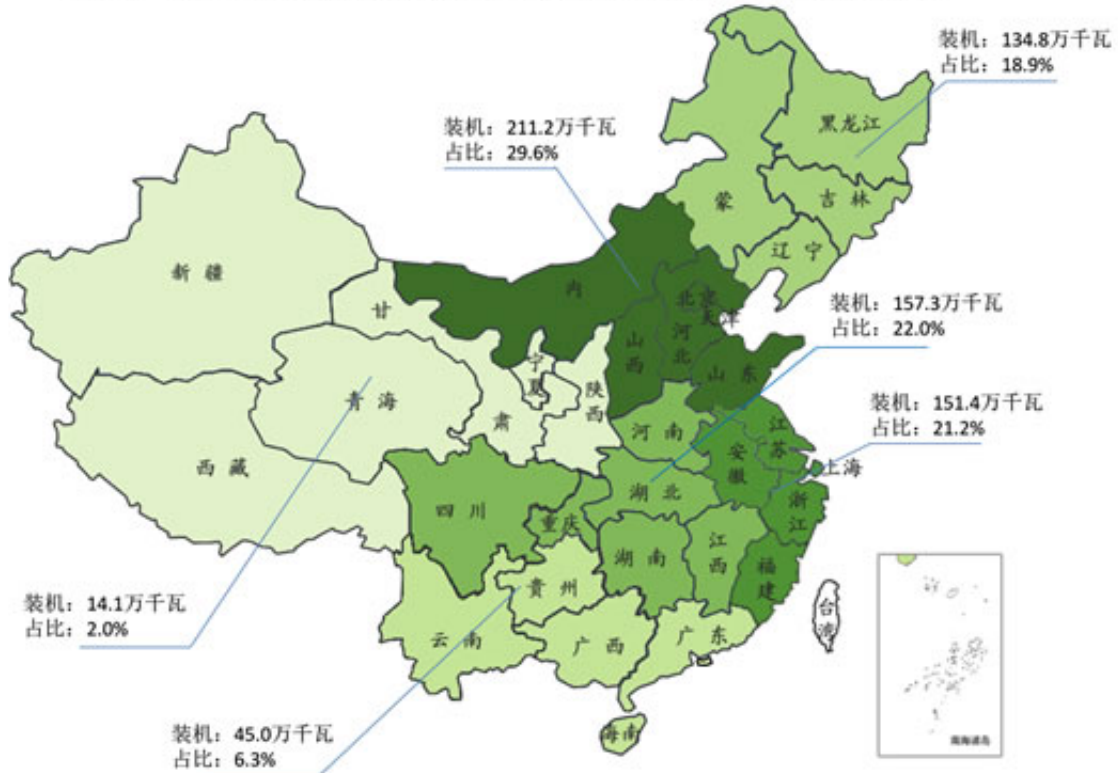 装机：134.8万千瓦
占比：18.9%
装机：211.2万千瓦
占比：29.6%
黑龙江
蒙
吉林
辽宁
新疆
内
北京
天津
甘
肃
河北
山西
山东
装机：157.3万千瓦
占比：22.0%
宁夏
陕西
青海
装机：151.4万千瓦
占比：21.2%
河南
江苏
安徽
上海
西藏
四川
重庆
湖北
浙江
湖南
江西
福建
贵州
台湾
装机：14.1万千瓦
占比：2.0%
云南
广西
广东
装机：45.0万千瓦
占比：6.3%
海南
南海诸岛